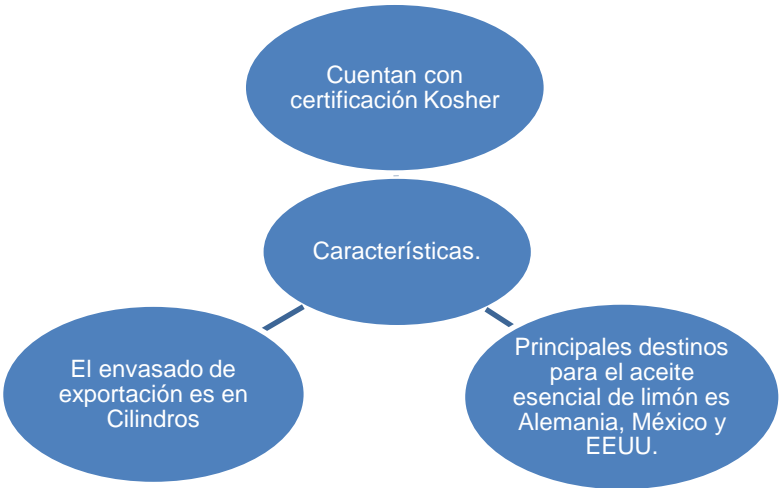 Cuentan con
certificación Kosher
Características.
El envasado de
exportación es en
Cilindros
Principales destinos
para el aceite
esencial de limón es
Alemania, México y
EEUU.